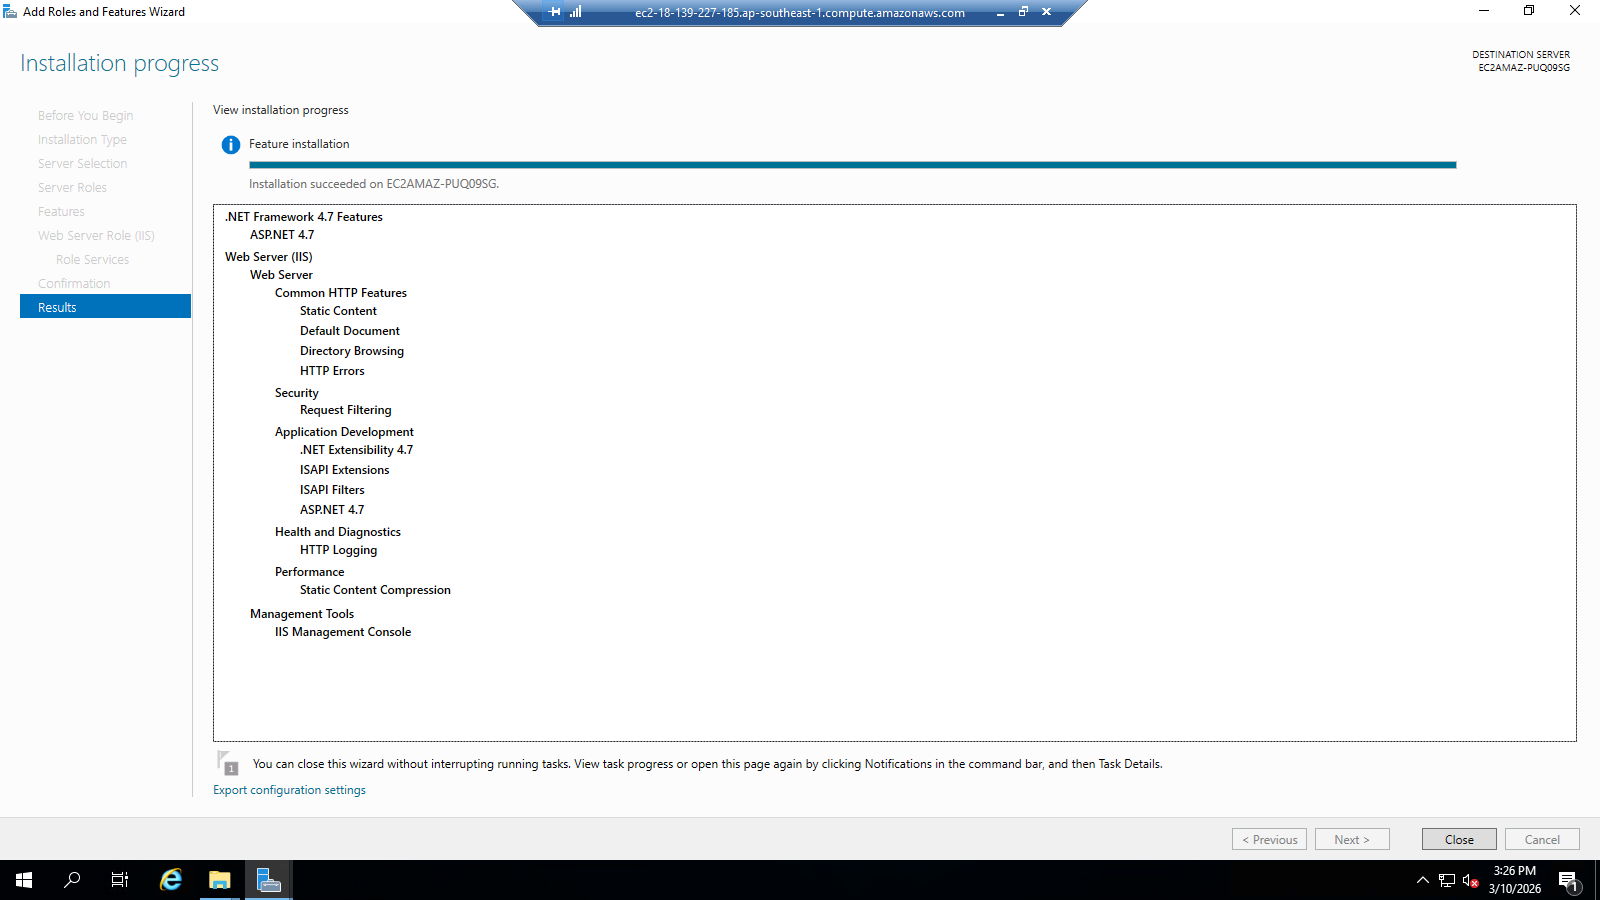 Add Roles and Features Wizard
ec2-18-139-227-185.ap-southeast-1.compute.amazonaws.com
Installation progress
DESTINATION SERVER
EC2AMAZ-PUQ09SG
Before You Begin
Installation Type
Server Selection
Server Roles
Features
Web Server Role (IIS)
Role Services
Confirmation
Results
View installation progress
Feature installation
Installation succeeded on EC2AMAZ-PUQ09SG.
.NET Framework 4.7 Features
ASP.NET 4.7
Web Server (IIS)
Web Server
Common HTTP Features
Static Content
Default Document
Directory Browsing
HTTP Errors
Security
Request Filtering
Application Development
.NET Extensibility 4.7
ISAPI Extensions
ISAPI Filters
ASP.NET 4.7
Health and Diagnostics
HTTP Logging
Performance
Static Content Compression
Management Tools
IIS Management Console
1
You can close this wizard without interrupting running tasks. View task progress or open this page again by clicking Notifications in the command bar, and then Task Details.
Export configuration settings
< Previous
Next >
Close
Cancel
3:26 PM
3/10/2026
1